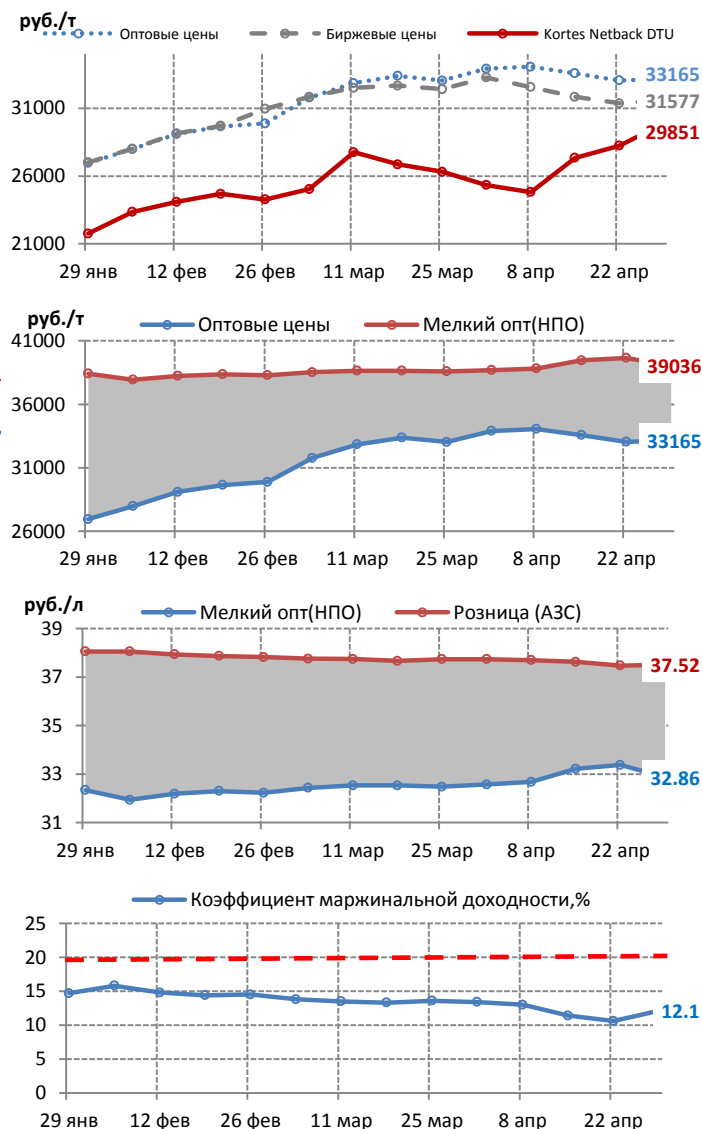 руб./т
Оптовые цены Биржевые цены Kortes Netback DTU
33165
31000
31577
29851
26000
21000
29 янв 12 фев 26 фев 11 мар 25 мар 8 апр 22 апр
руб./т
Оптовые цены Мелкий опт(НПО)
41000
39036
36000
33165
31000
26000
29 янв 12 фев 26 фев 11 мар 25 мар 8 апр 22 апр
руб./л
Мелкий опт(НПО) Розница (АЗС)
39
37.52
37
35
33
32.86
31
29 янв 12 фев 26 фев 11 мар 25 мар 8 апр 22 апр
Коэффициент маржинальной доходности,%
25
20
15
12.1
10
5
0
29 янв 12 фев 26 фев 11 мар 25 мар 8 апр 22 апр